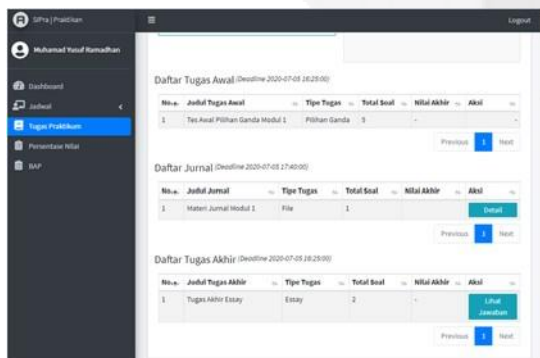 SiPra | Praktikum
Logout
Muhamad Yusuf Ramadhan
Dashboard
Jadwal
Tugas Praktikum
Persentase Nilai
BAP
Daftar Tugas Awal (Deadline 2020-07-05 16:25:00)
No. Judul Tugas Awal Tipe Tugas Total Soal Nilai Akhir Aksi
1 Tes Awal Pilihan Ganda Modul 1 Pilihan Ganda 5 - -
Previous 1 Next
Daftar Jurnal (Deadline 2020-07-05 17:40:00)
No. Judul Jurnal Tipe Tugas Total Soal Nilai Akhir Aksi
1 Materi Jurnal Modul 1 File 1 Detail
Previous 1 Next
Daftar Tugas Akhir (Deadline 2020-07-05 18:25:00)
No. Judul Tugas Akhir Tipe Tugas Total Soal Nilai Akhir Aksi
1 Tugas Akhir Essay Essay 2 - Lihat
Jawaban
Previous 1 Next